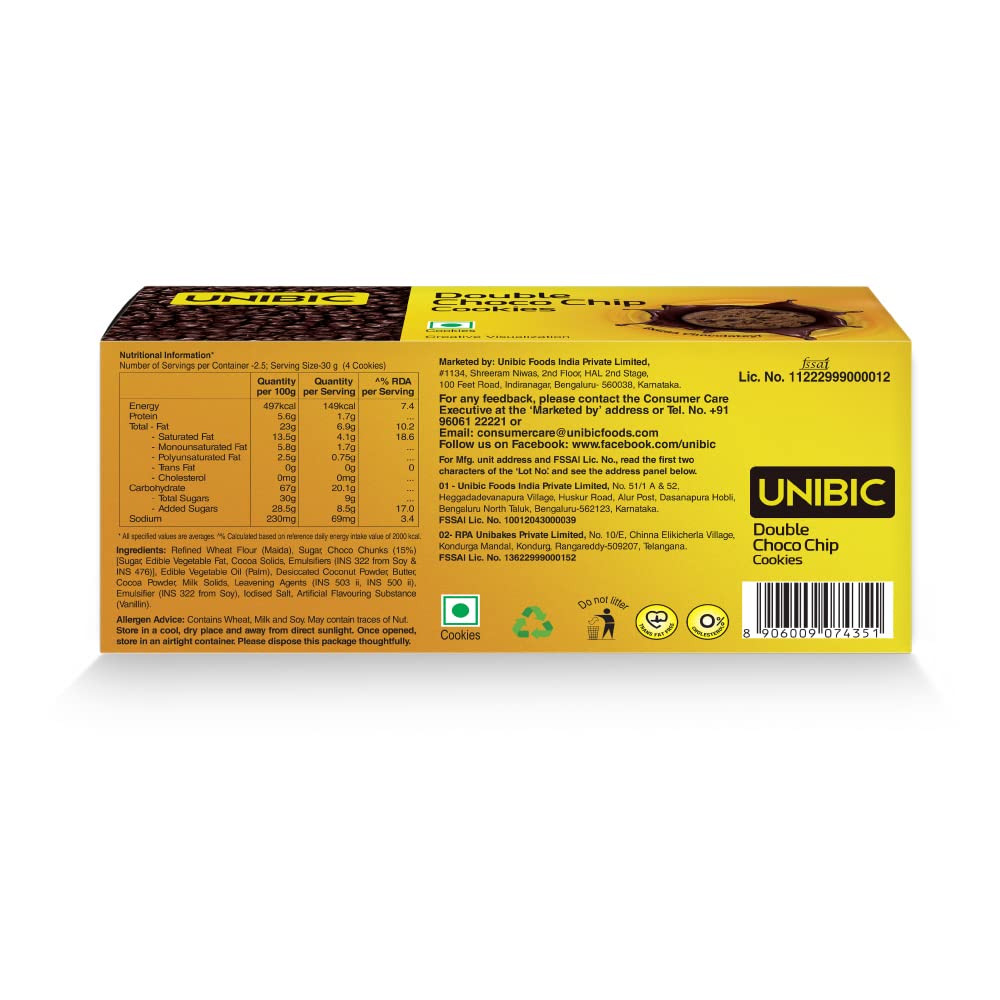 UNIBIC
Double
Choco Chip
Cookies
Cookies
Creative Visualization
Nutritional Information*
Number of Servings per Container -2.5; Serving Size-30 g (4 Cookies)
Quantity per 100g Quantity per Serving ^% RDA per Serving
Energy 497kcal 149kcal 7.4
Protein 5.6g 1.7g ...
Total - Fat 23g 6.9g 10.2
- Saturated Fat 13.5g 4.1g 18.6
- Monounsaturated Fat 5.8g 1.7g ...
- Polyunsaturated Fat 2.5g 0.75g ...
- Trans Fat 0g 0g 0
- Cholesterol 0mg 0mg ...
Carbohydrate 67g 20.1g ...
- Total Sugars 30g 9g ...
- Added Sugars 28.5g 8.5g 17.0
Sodium 230mg 69mg 3.4
* All specified values are averages. ^% Calculated based on reference daily energy intake value of 2000 kcal.
Ingredients: Refined Wheat Flour (Maida), Sugar, Choco Chunks (15%)
[Sugar, Edible Vegetable Fat, Cocoa Solids, Emulsifiers (INS 322 from Soy &
INS 476)], Edible Vegetable Oil (Palm), Desiccated Coconut Powder, Butter,
Cocoa Powder, Milk Solids, Leavening Agents (INS 503 ii, INS 500 ii),
Emulsifier (INS 322 from Soy), Iodised Salt, Artificial Flavouring Substance
(Vanillin).
Allergen Advice: Contains Wheat, Milk and Soy. May contain traces of Nut.
Store in a cool, dry place and away from direct sunlight. Once opened,
store in an airtight container. Please dispose this package thoughtfully.
Marketed by: Unibic Foods India Private Limited,
#1134, Shreeram Niwas, 2nd Floor, HAL 2nd Stage,
100 Feet Road, Indiranagar, Bengaluru- 560038, Karnataka.
For any feedback, please contact the Consumer Care
Executive at the 'Marketed by' address or Tel. No. +91
96061 22221 or
Email: consumercare@unibicfoods.com
Follow us on Facebook: www.facebook.com/unibic
For Mfg. unit address and FSSAI Lic. No., read the first two
characters of the 'Lot No'. and see the address panel below.
01 - Unibic Foods India Private Limited, No. 51/1 A & 52,
Heggadadevanapura Village, Huskur Road, Alur Post, Dasanapura Hobli,
Bengaluru North Taluk, Bengaluru-562123, Karnataka.
FSSAI Lic. No. 10012043000039
02- RPA Unibakes Private Limited, No. 10/E, Chinna Elikicherla Village,
Kondurga Mandal, Kondurg, Rangareddy-509207, Telangana.
FSSAI Lic. No. 13622999000152
Cookies
Do not litter
TRANS FAT FREE
0%
CHOLESTEROL
fssai
Lic. No. 11222999000012
UNIBIC
Double
Choco Chip
Cookies
8 906009 074351